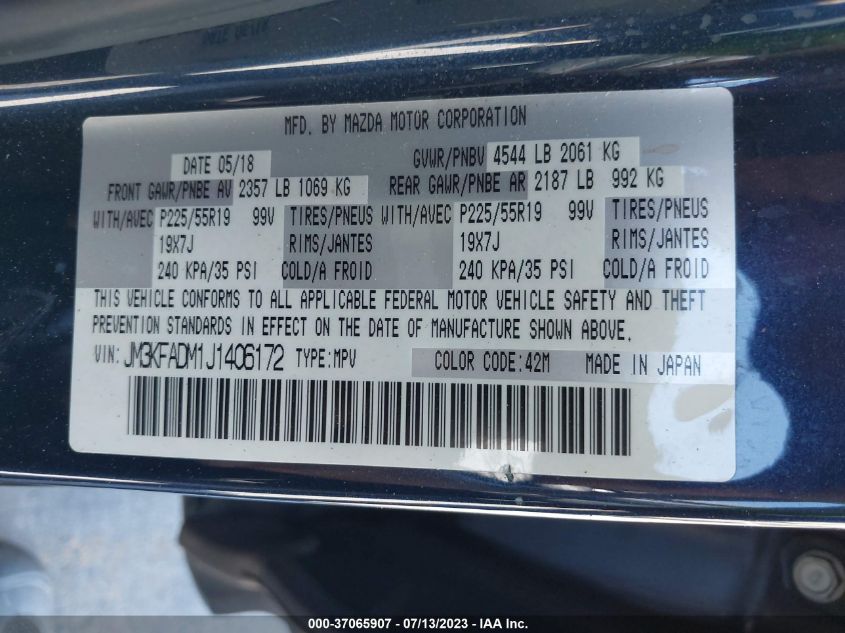 MFD. BY MAZDA MOTOR CORPORATION
DATE 05/18 GVWR/PNBV 4544 LB 2061 KG
FRONT GAWR/PNBE AV 2357 LB 1069 KG REAR GAWR/PNBE AR 2187 LB 992 KG
WITH/AVEC P225/55R19 99V TIRES/PNEUS WITH/AVEC P225/55R19 99V TIRES/PNEUS
19X7J RIMS/JANTES 19X7J RIMS/JANTES
240 KPA/35 PSI COLD/A FROID 240 KPA/35 PSI COLD/A FROID
THIS VEHICLE CONFORMS TO ALL APPLICABLE FEDERAL MOTOR VEHICLE SAFETY AND THEFT
PREVENTION STANDARDS IN EFFECT ON THE DATE OF MANUFACTURE SHOWN ABOVE.
VIN: JM3KFADM1J1406172 TYPE:MPV COLOR CODE:42M MADE IN JAPAN
000-37065907 - 07/13/2023 - IAA Inc.